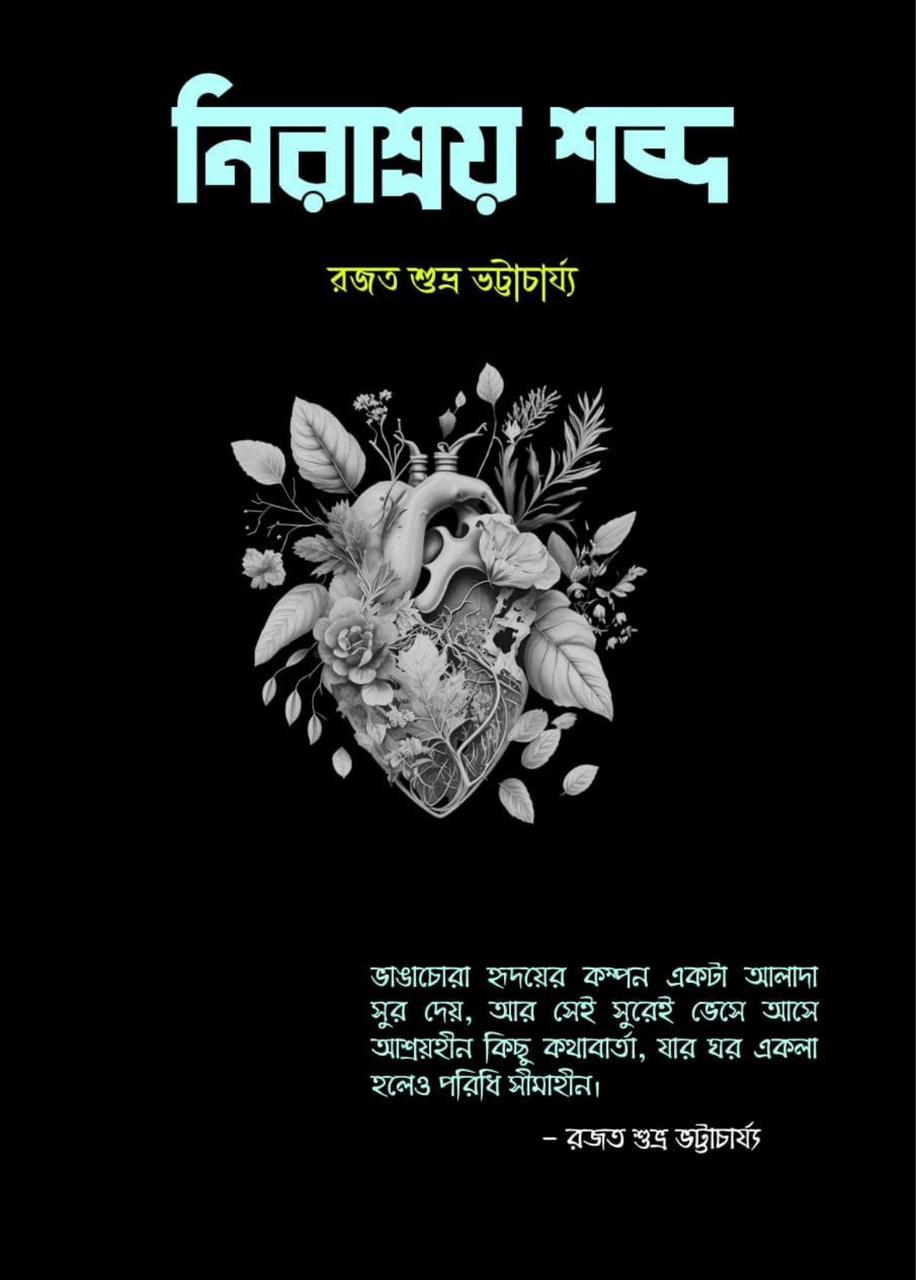 নিরাশ্রয় শব্দ
রজত শুভ্র ভট্টাচার্য্য
ভাঙাচোরা হৃদয়ের কম্পন একটা আলাদা
সুর দেয়, আর সেই সুরেই ভেসে আসে
আশ্রয়হীন কিছু কথাবার্তা, যার ঘর একলা
হলেও পরিধি সীমাহীন।
– রজত শুভ্র ভট্টাচার্য্য